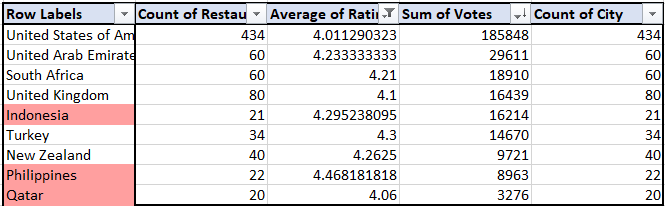 Row Labels Count of Restau Average of Ratin Sum of Votes Count of City
United States of Am 434 4.011290323 185848 434
United Arab Emirate 60 4.233333333 29611 60
South Africa 60 4.21 18910 60
United Kingdom 80 4.1 16439 80
Indonesia 21 4.295238095 16214 21
Turkey 34 4.3 14670 34
New Zealand 40 4.2625 9721 40
Philippines 22 4.468181818 8963 22
Qatar 20 4.06 3276 20